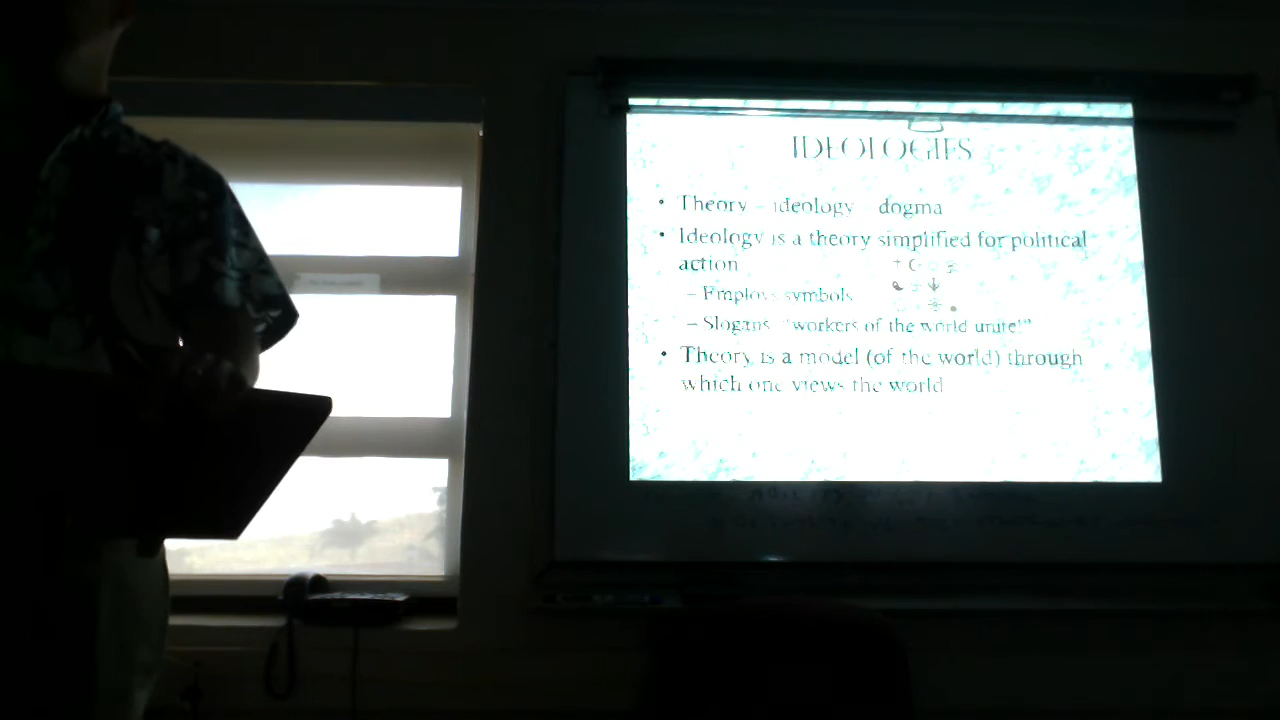 IDEOLOGIES
• Theory – ideology – dogma
• Ideology is a theory simplified for political
action
– Employs symbols
– Slogans "workers of the world unite!"
• Theory is a model (of the world) through
which one views the world